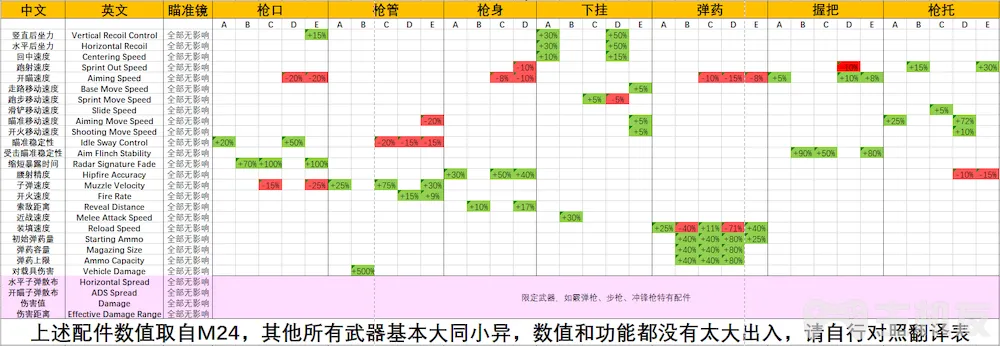 中文 英文 瞄准镜 枪口 枪管 枪身 下挂 弹药 握把 枪托
A B C D E A B C D E A B C D A B C D E A B C D E A B C D E A B C D E
竖直后坐力 Vertical Recoil Control 全部无影响 +15% +30% +50%
水平后坐力 Horizontal Recoil 全部无影响 +30% +50%
回中速度 Centering Speed 全部无影响 +10% +15%
跑射速度 Sprint Out Speed 全部无影响 -10% -10% +15% +30%
开瞄速度 Aiming Speed 全部无影响 -20% -20% -8% -10% -10% -15% -8% +5% +10% +8%
走路移动速度 Base Move Speed 全部无影响 +5%
跑步移动速度 Sprint Move Speed 全部无影响 +5% -5%
滑铲移动速度 Slide Speed 全部无影响 +5%
瞄准移动速度 Aiming Move Speed 全部无影响 -20% +5% +25% +72%
开火移动速度 Shooting Move Speed 全部无影响 +5% +10%
瞄准稳定性 Idle Sway Control 全部无影响 +20% +50% -20% -15% -15%
受击瞄准稳定性 Aim Flinch Stability 全部无影响 +90% +50% +80%
缩短暴露时间 Radar Signature Fade 全部无影响 +70% +100% +100%
腰射精度 Hipfire Accuracy 全部无影响 +30% +50% +40% -10% -15%
子弹速度 Muzzle Velocity 全部无影响 -15% -25% +25% +75% +30%
开火速度 Fire Rate 全部无影响 +15% +9%
索敌距离 Reveal Distance 全部无影响 +10% +17%
近战速度 Melee Attack Speed 全部无影响 +30%
装填速度 Reload Speed 全部无影响 +25% -40% +11% -71% +40%
初始弹药量 Starting Ammo 全部无影响 +40% +40% +80% +25%
弹药容量 Magazing Size 全部无影响 +40% +40% +80%
弹药上限 Ammo Capacity 全部无影响 +40% +40% +80%
对载具伤害 Vehicle Damage 全部无影响 +500%
水平子弹散布 Horizontal Spread 全部无影响
开瞄子弹散布 ADS Spread 全部无影响
限定武器，如霰弹枪、步枪、冲锋枪特有配件
伤害值 Damage 全部无影响
伤害距离 Effective Damage Range 全部无影响
上述配件数值取自M24，其他所有武器基本大同小异，数值和功能都没有太大出入，请自行对照翻译表